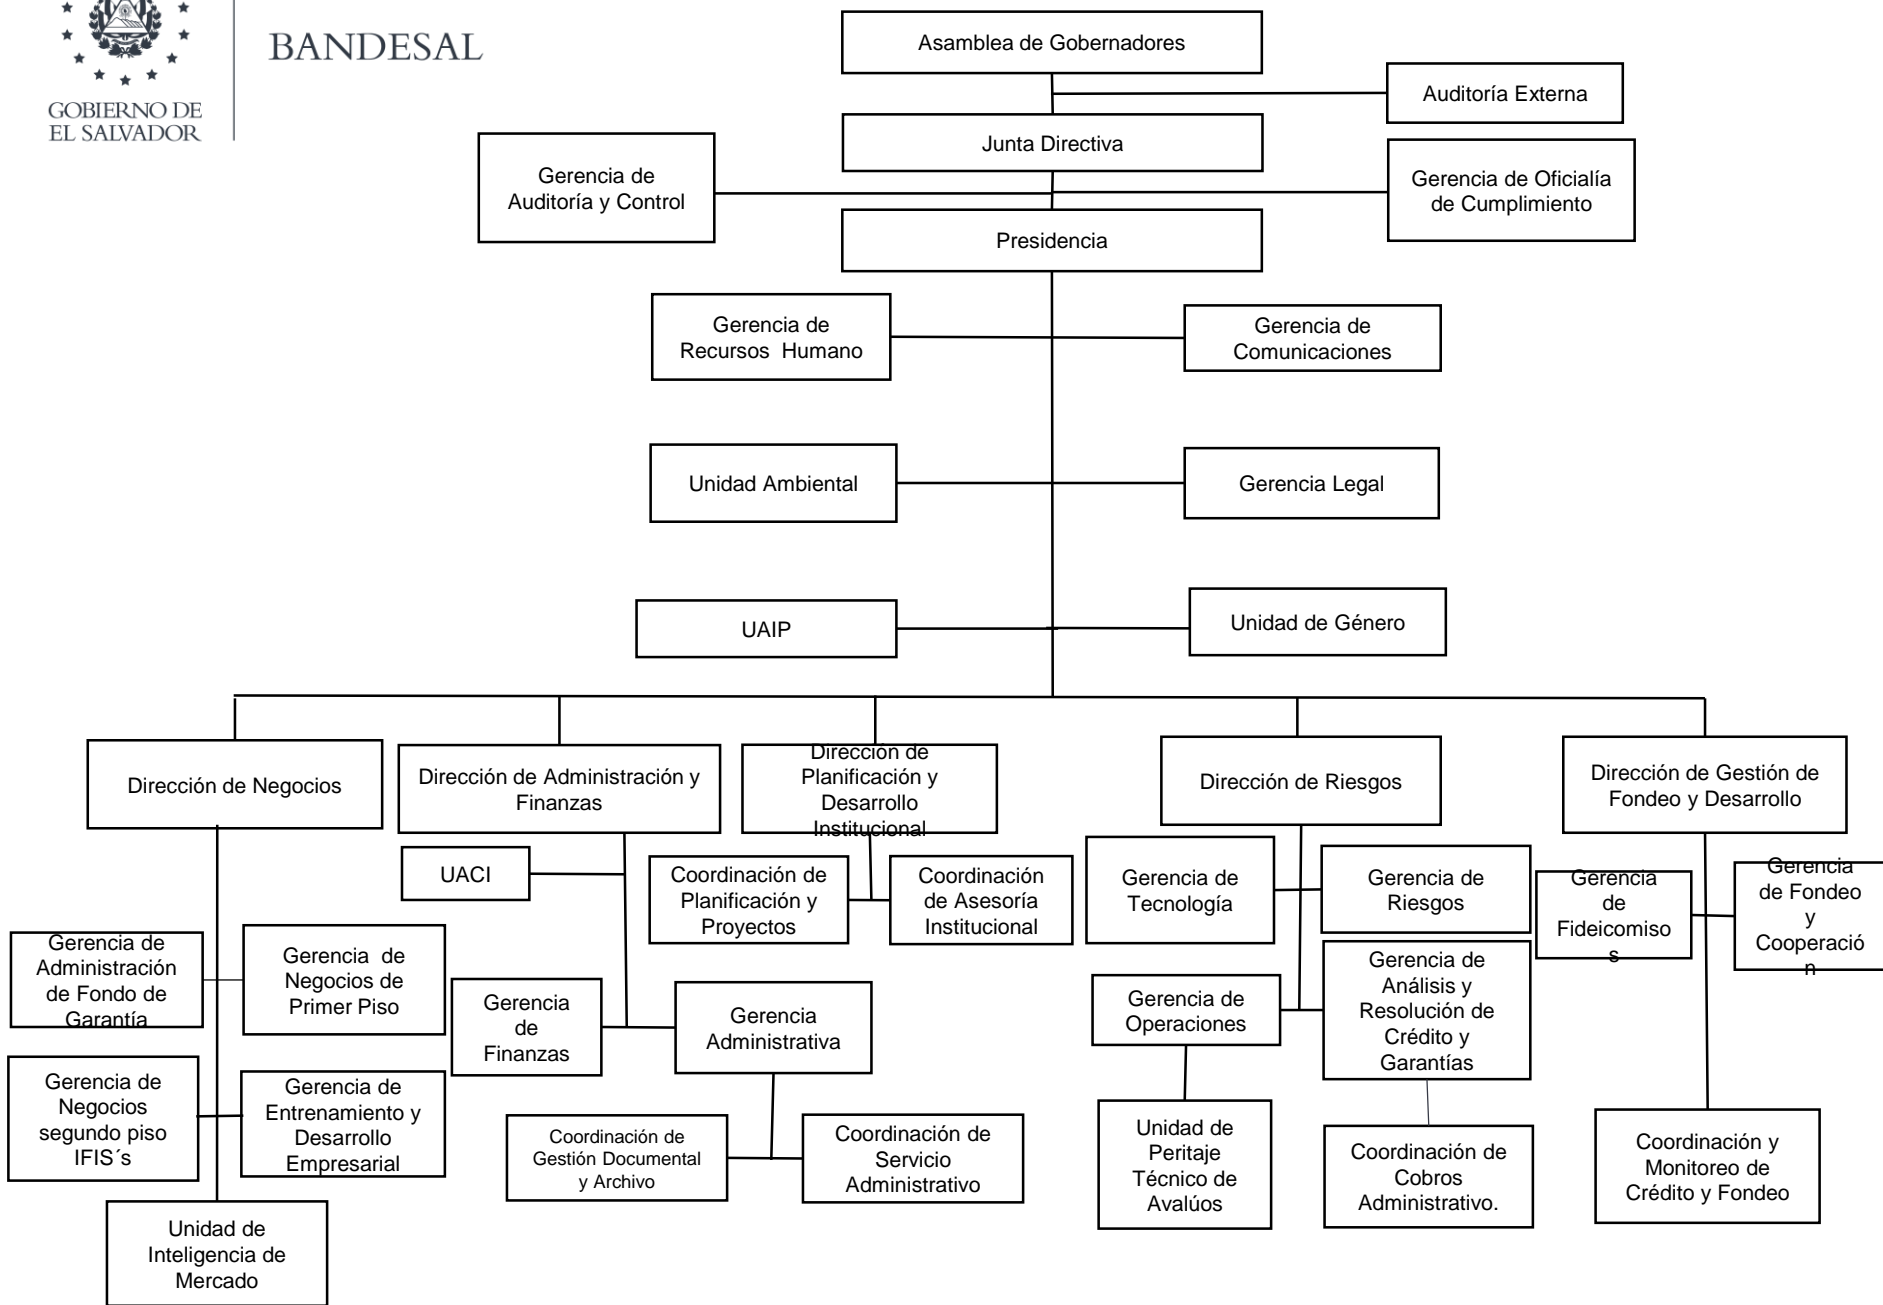 GOBIERNO DE
EL SALVADOR
BANDESAL
Asamblea de Gobernadores
Auditoría Externa
Junta Directiva
Gerencia de
Auditoría y Control
Gerencia de Oficialía
de Cumplimiento
Presidencia
Gerencia de
Recursos  Humano
Gerencia de
Comunicaciones
Unidad Ambiental
Gerencia Legal
UAIP
Unidad de Género
Dirección de Negocios
Dirección de Administración y
Finanzas
Dirección de
Planificación y
Desarrollo
Institucional
Dirección de Riesgos
Dirección de Gestión de
Fondeo y Desarrollo
UACI
Coordinación de
Planificación y
Proyectos
Coordinación
de Asesoría
Institucional
Gerencia de
Tecnología
Gerencia de
Riesgos
Gerencia
de
Fideicomiso
s
Gerencia
de Fondeo
y
Cooperació
n
Gerencia de
Administración
de Fondo de
Garantía
Gerencia  de
Negocios de
Primer Piso
Gerencia
de
Finanzas
Gerencia
Administrativa
Gerencia de
Operaciones
Gerencia de
Análisis y
Resolución de
Crédito y
Garantías
Gerencia de
Negocios
segundo piso
IFIS´s
Gerencia de
Entrenamiento y
Desarrollo
Empresarial
Coordinación de
Gestión Documental
y Archivo
Coordinación de
Servicio
Administrativo
Unidad de
Peritaje
Técnico de
Avalúos
Coordinación de
Cobros
Administrativo.
Coordinación y
Monitoreo de
Crédito y Fondeo
Unidad de
Inteligencia de
Mercado